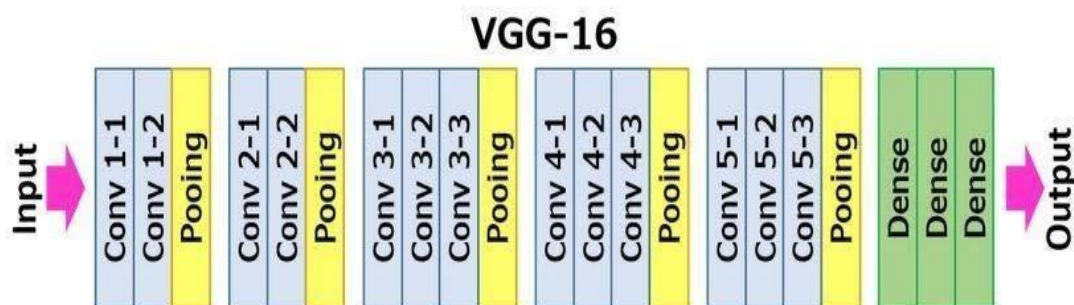 VGG-16
Input
Conv 1-1
Conv 1-2
Pooing
Conv 2-1
Conv 2-2
Pooing
Conv 3-1
Conv 3-2
Conv 3-3
Pooing
Conv 4-1
Conv 4-2
Conv 4-3
Pooing
Conv 5-1
Conv 5-2
Conv 5-3
Pooing
Dense
Dense
Dense
Output